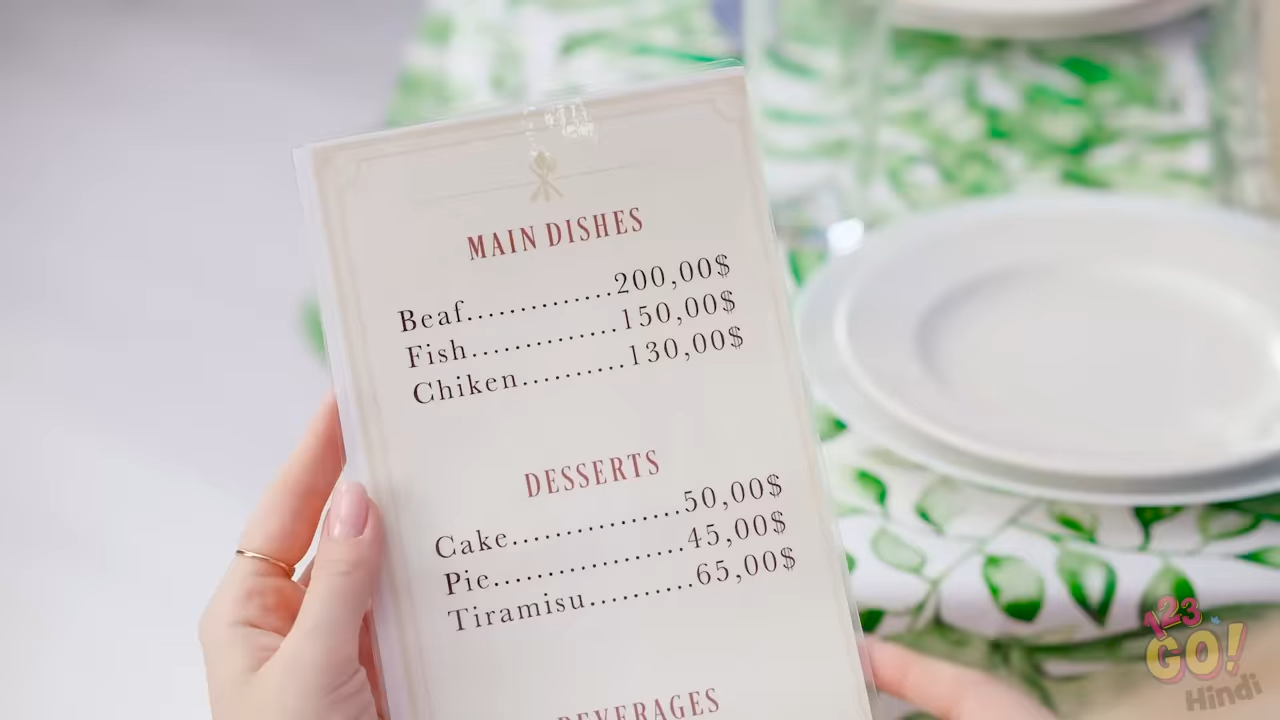 MAIN DISHES
Beaf..............200,00$
Fish..............150,00$
Chiken..........130,00$
DESSERTS
Cake................50,00$
Pie..................45,00$
Tiramisu..........65,00$
BEVERAGES
123
GO!
Hindi